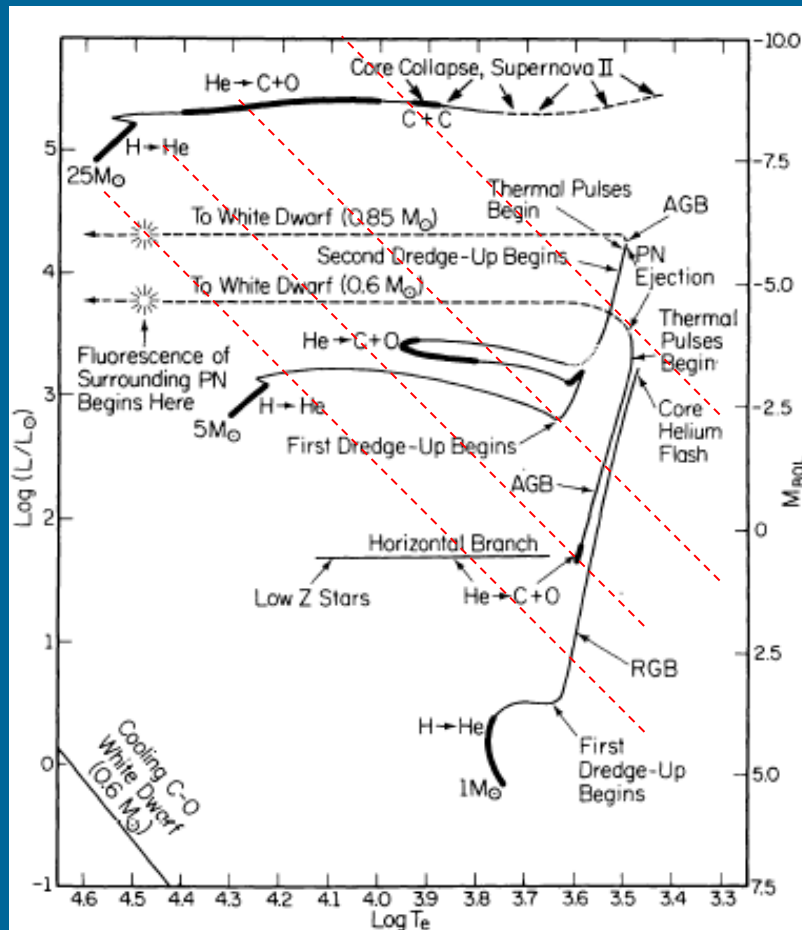 -10.0
He→C+O
Core Collapse, Supernova II
C+C
5
H→He
25M⊙
-7.5
Thermal Pulses
Begin
AGB
To White Dwarf (0.85 M⊙)
Second Dredge-Up Begins
PN
Ejection
4
To White Dwarf (0.6 M⊙)
-5.0
Thermal
Pulses
Begin
He→C+O
Fluorescence of
Surrounding PN
Begins Here
3
H→He
5M⊙
-2.5
Core
Helium
Flash
First Dredge-Up Begins
Log (L/L⊙)
MBOL
AGB
2
0
Horizontal Branch
Low Z Stars
He→C+O
1
RGB
2.5
H→He
First
Dredge-Up
Begins
Cooling C-O
White Dwarf
(0.6 M⊙)
0
1M⊙
5.0
-1
7.5
4.6 4.5 4.4 4.3 4.2 4.1 4.0 3.9 3.8 3.7 3.6 3.5 3.4 3.3
Log Te